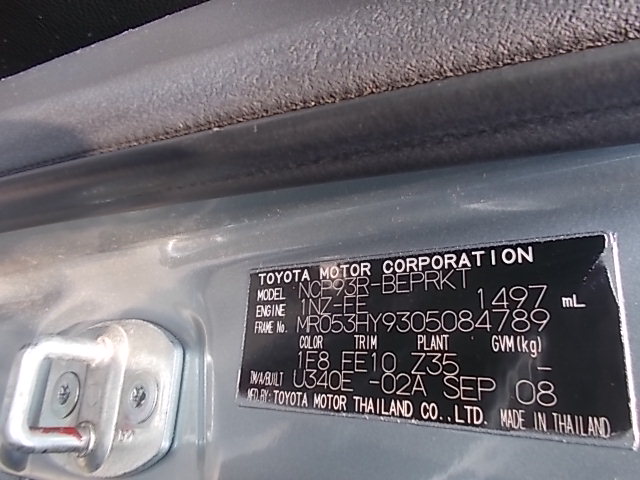 TOYOTA MOTOR CORPORATION
MODEL NCP93R-BEPRKT
ENGINE 1NZ-FE 1497 mL
FRAME No. MR053HY9305084789
COLOR TRIM PLANT GVM(kg)
1E8 EE10 Z35 -
T/M/A/BUILT U340E -02A SEP 08
MFD.BY: TOYOTA MOTOR THAILAND CO.,LTD. MADE IN THAILAND